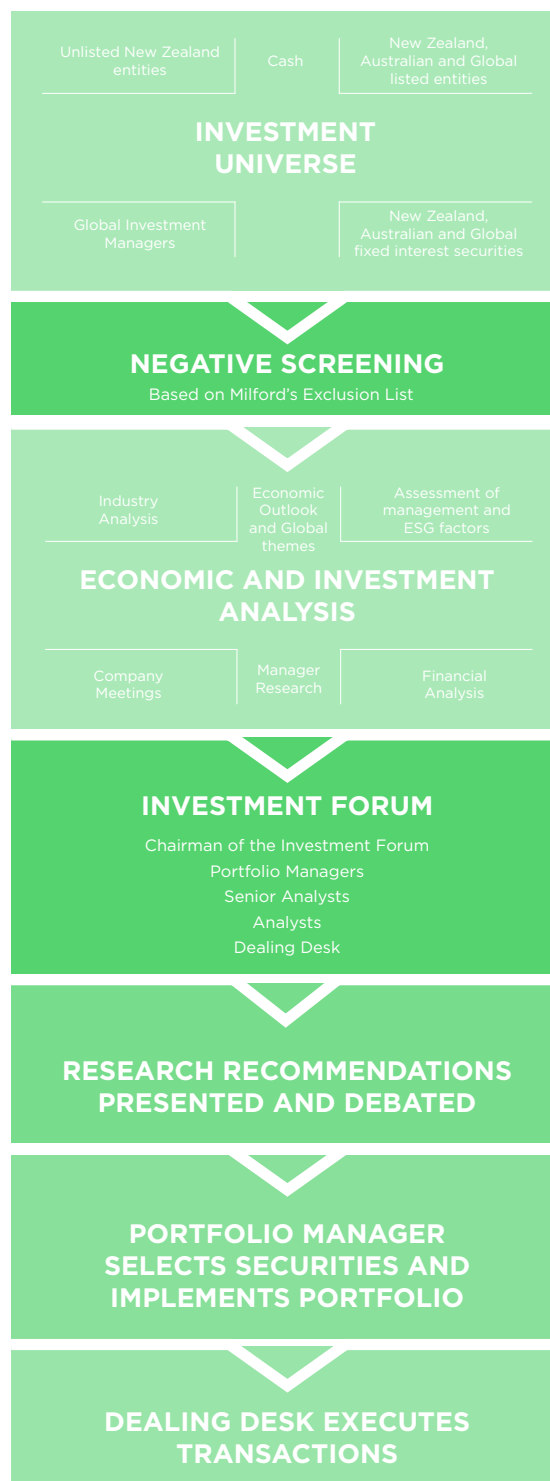 Unlisted New Zealand
entities
Cash
New Zealand,
Australian and Global
listed entities
INVESTMENT
UNIVERSE
Global Investment
Managers
New Zealand,
Australian and Global
fixed interest securities
NEGATIVE SCREENING
Based on Milford's Exclusion List
Industry
Analysis
Economic
Outlook
and Global
themes
Assessment of
management and
ESG factors
ECONOMIC AND INVESTMENT
ANALYSIS
Company
Meetings
Manager
Research
Financial
Analysis
INVESTMENT FORUM
Chairman of the Investment Forum
Portfolio Managers
Senior Analysts
Analysts
Dealing Desk
RESEARCH RECOMMENDATIONS
PRESENTED AND DEBATED
PORTFOLIO MANAGER
SELECTS SECURITIES AND
IMPLEMENTS PORTFOLIO
DEALING DESK EXECUTES
TRANSACTIONS